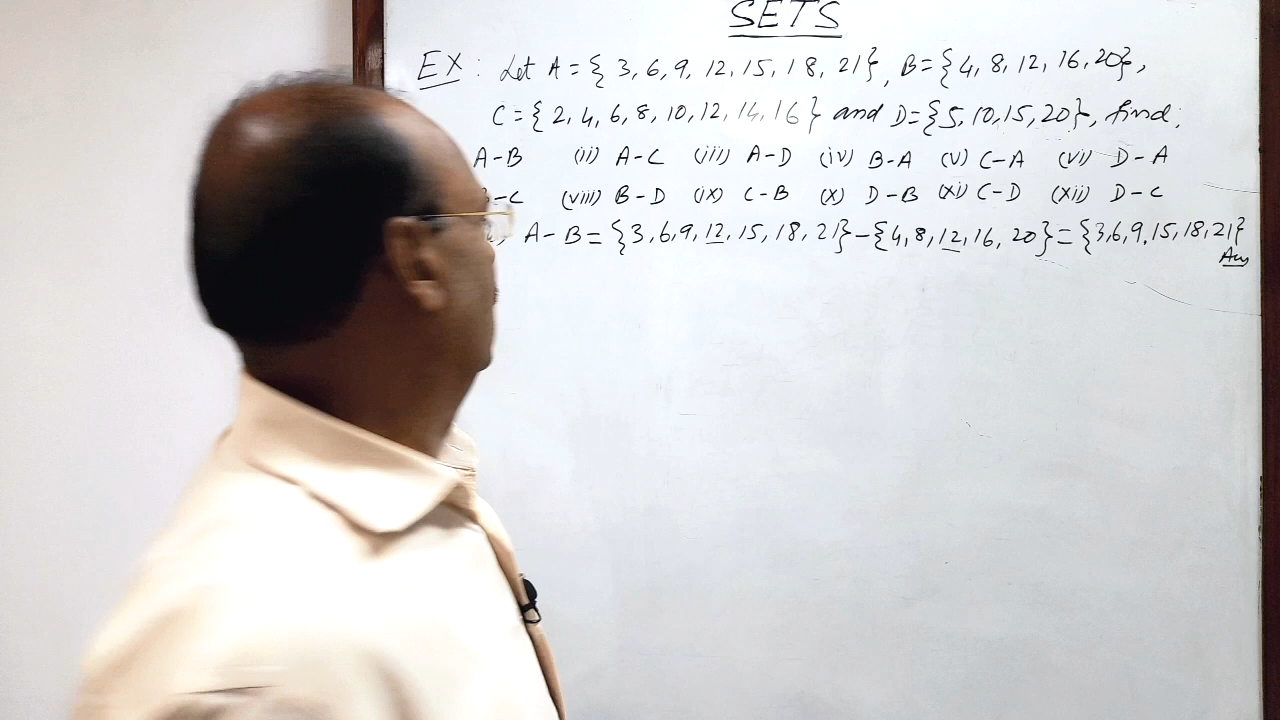 SETS
EX : Let A = { 3, 6, 9, 12, 15, 18, 21}, B = {4, 8, 12, 16, 20},
C = { 2, 4, 6, 8, 10, 12, 14, 16 } and D = {5, 10, 15, 20}, find;
A-B (ii) A-C (iii) A-D (iv) B-A (v) C-A (vi) D-A
-C (viii) B-D (ix) C-B (x) D-B (xi) C-D (xii) D-C
A-B = {3, 6, 9, 12, 15, 18, 21} - {4, 8, 12, 16, 20} = {3, 6, 9, 15, 18, 21}
Ans